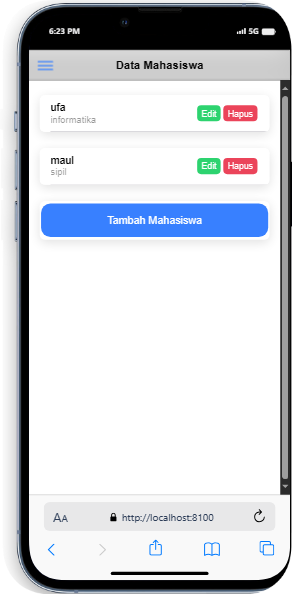 6:23 PM 5G
Data Mahasiswa
ufa
informatika
Edit Hapus
maul
sipil
Edit Hapus
Tambah Mahasiswa
AA http://localhost:8100